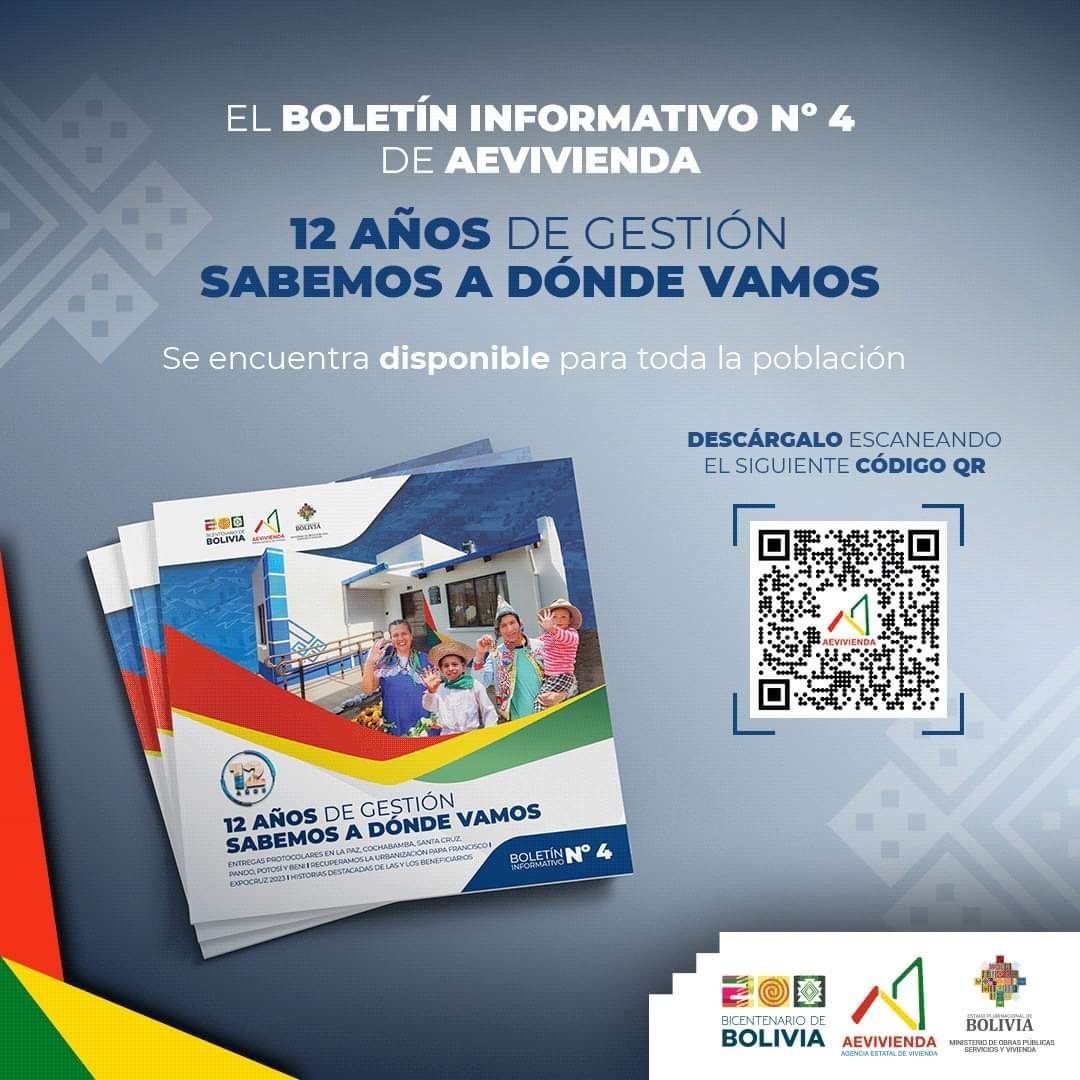 EL BOLETÍN INFORMATIVO Nº 4
DE AEVIVIENDA
12 AÑOS DE GESTIÓN
SABEMOS A DÓNDE VAMOS
Se encuentra disponible para toda la población
DESCÁRGALO ESCANEANDO
EL SIGUIENTE CÓDIGO QR
AEVIVIENDA
BICENTENARIO DE
BOLIVIA
AEVIVIENDA
BOLIVIA
12
AÑOS
12 AÑOS DE GESTIÓN
SABEMOS A DÓNDE VAMOS
ENTREGAS PROTOCOLARES EN LA PAZ, COCHABAMBA, SANTA CRUZ,
PANDO, POTOSÍ Y BENI I RECUPERAMOS LA URBANIZACIÓN PAPA FRANCISCO I
EXPOCRUZ 2023 I HISTORIAS DESTACADAS DE LAS Y LOS BENEFICIARIOS
BOLETÍN
INFORMATIVO Nº 4
BICENTENARIO DE
BOLIVIA
AEVIVIENDA
AGENCIA ESTATAL DE VIVIENDA
ESTADO PLURINACIONAL DE
BOLIVIA
MINISTERIO DE OBRAS PÚBLICAS
SERVICIOS Y VIVIENDA